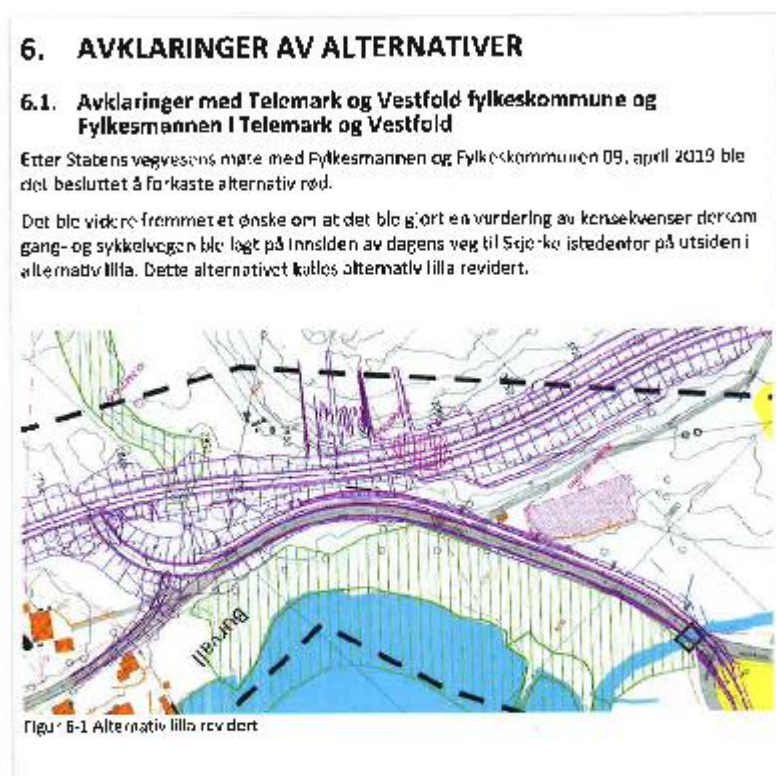 6. AVKLARINGER AV ALTERNATIVER
6.1. Avklaringer med Telemark og Vestfold fylkeskommune og
Fylkesmannen i Telemark og Vestfold
Etter Statens vegvesens møte med Fylkesmannen og Fylkeskommunen 09. april 2019 ble
det besluttet å forkaste alternativ rød.
Det ble videre fremmet et ønske om at det ble gjort en vurdering av konsekvenser dersom
gang- og sykkelvegen ble lagt på innsiden av dagens veg til Skjerka istedenfor på utsiden i
alternativ lilla. Dette alternativet kalles alternativ lilla revidert.
Burvall
Figur 6-1 Alternativ lilla revidert